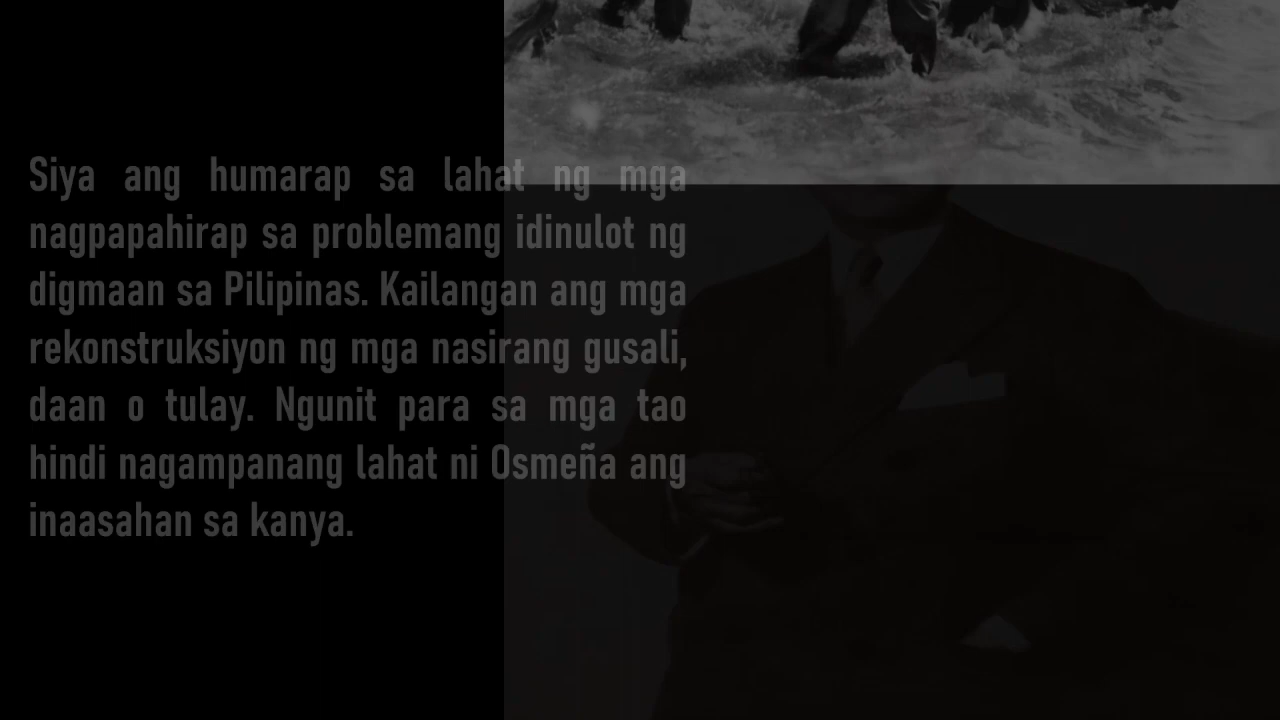 Siya ang humarap sa lahat ng mga
nagpapahirap sa problemang idinulot ng
digmaan sa Pilipinas. Kailangan ang mga
rekonstruksiyon ng mga nasirang gusali,
daan o tulay. Ngunit para sa mga tao
hindi nagampanang lahat ni Osmeña ang
inaasahan sa kanya.